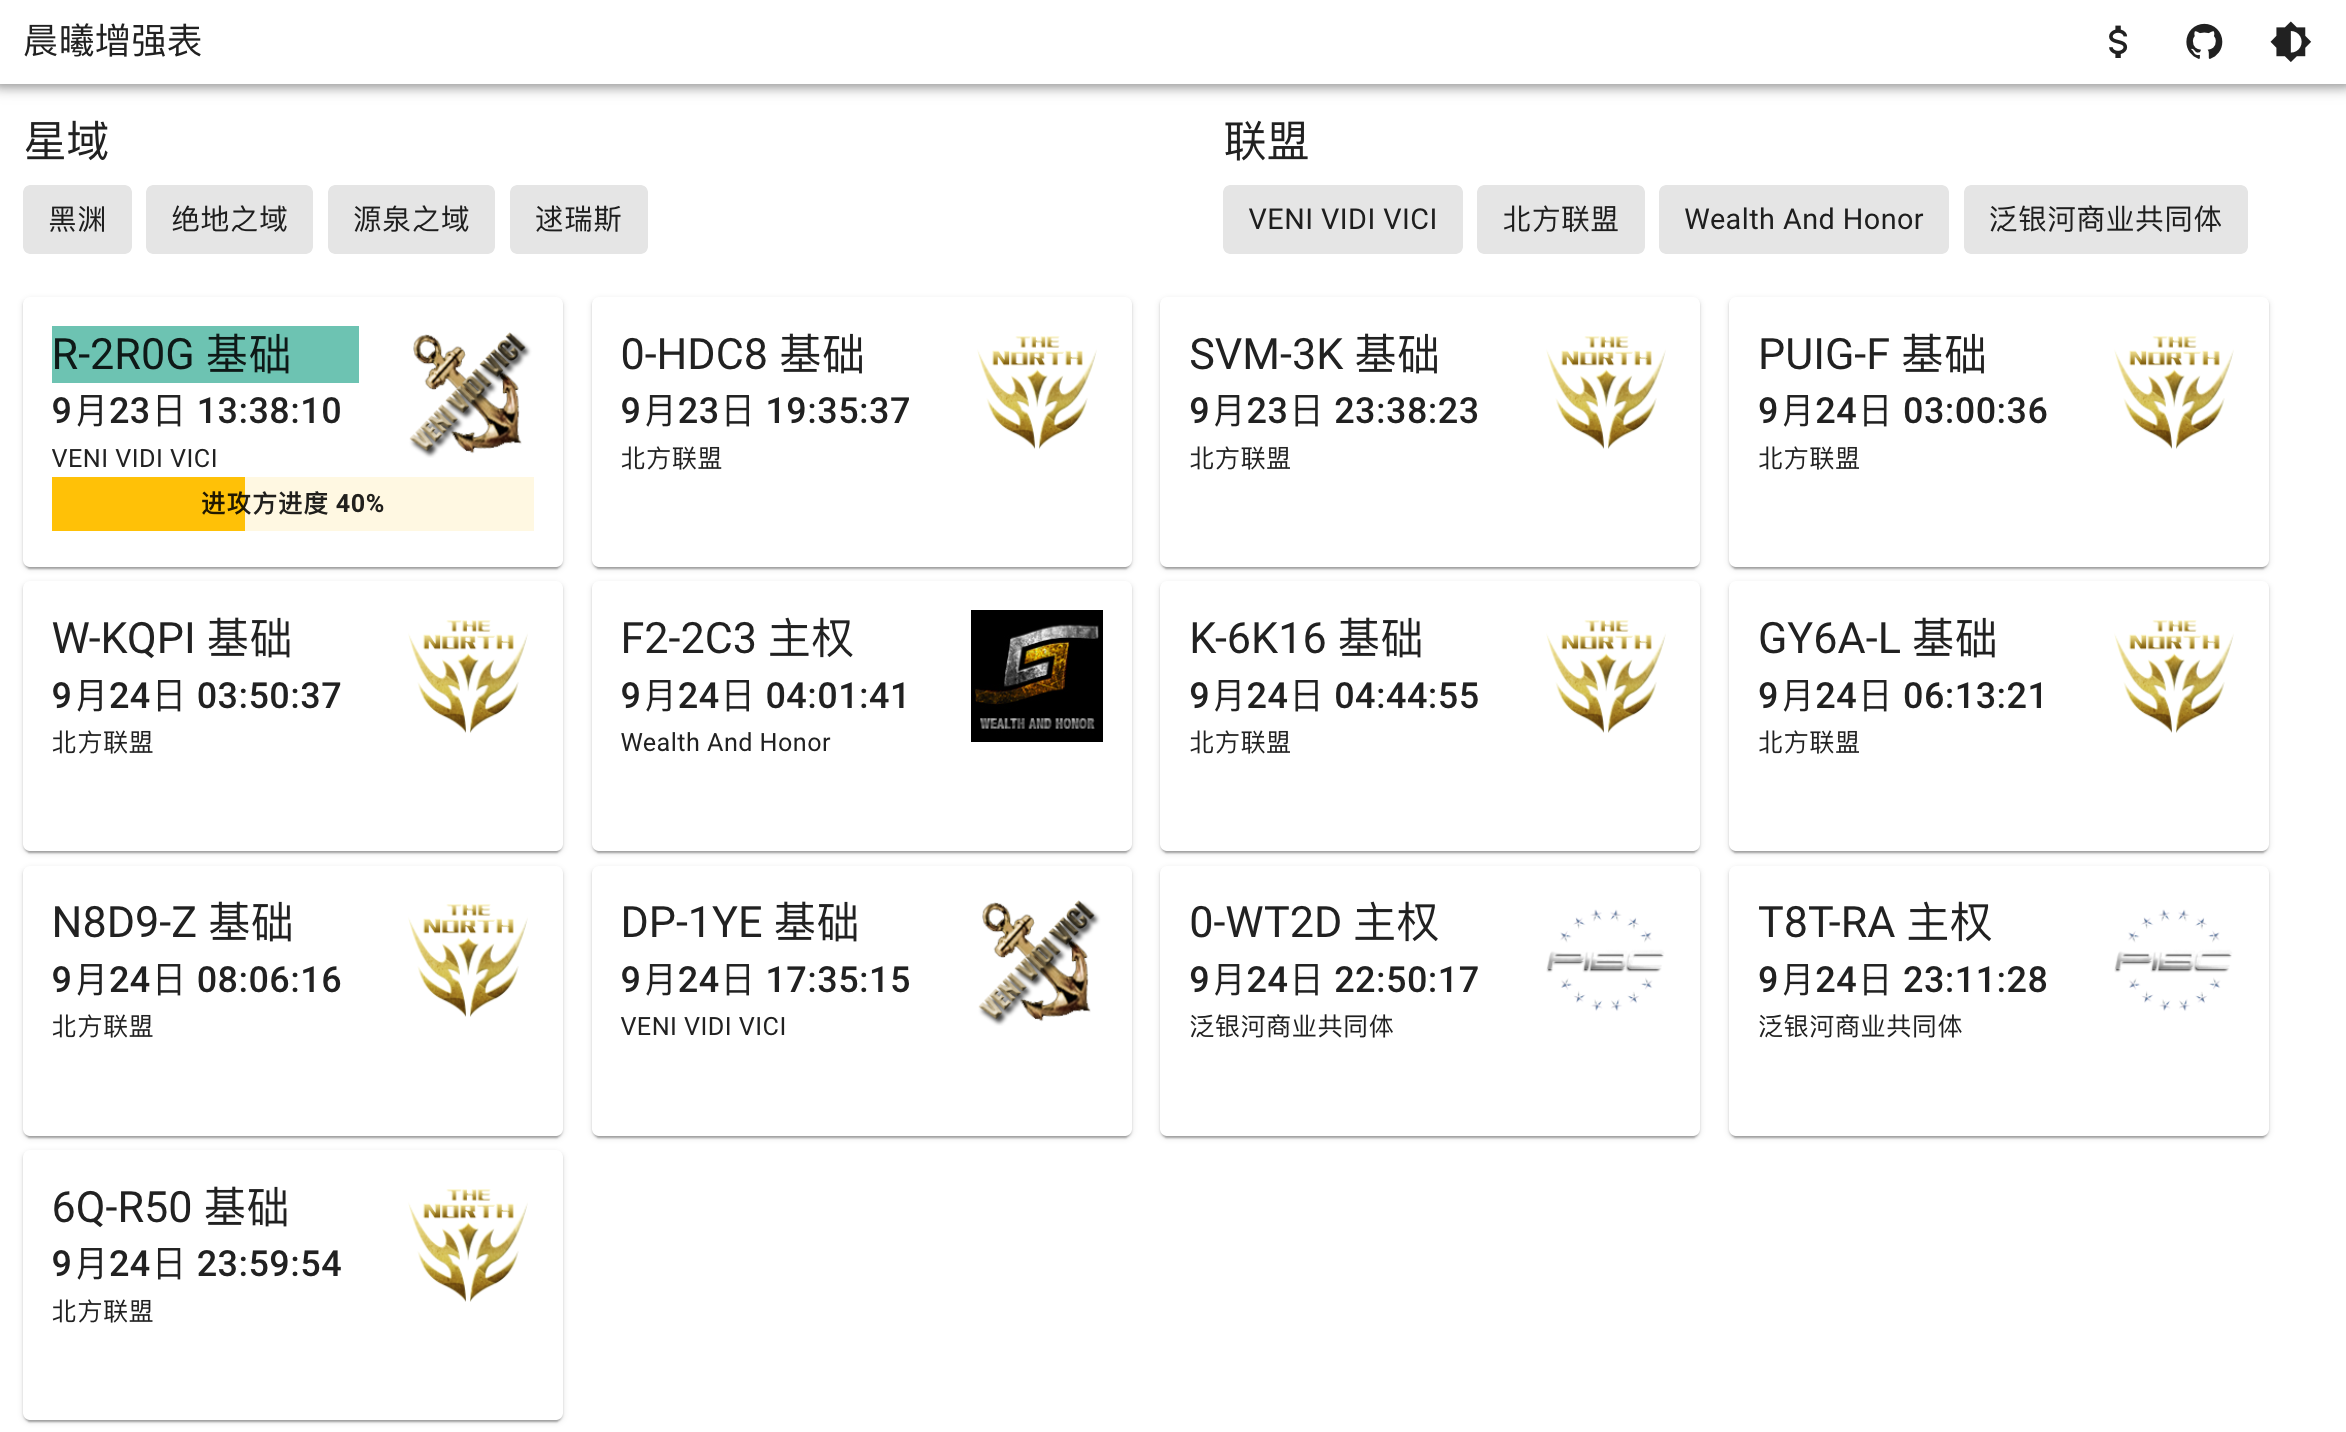 晨曦增强表
星域
黑渊
绝地之域
源泉之域
逑瑞斯
联盟
VENI VIDI VICI
北方联盟
Wealth And Honor
泛银河商业共同体
R-2R0G 基础
9月23日 13:38:10
VENI VIDI VICI
VENI VIDI VICI
进攻方进度 40%
0-HDC8 基础
9月23日 19:35:37
北方联盟
THE
NORTH
SVM-3K 基础
9月23日 23:38:23
北方联盟
THE
NORTH
PUIG-F 基础
9月24日 03:00:36
北方联盟
THE
NORTH
W-KQPI 基础
9月24日 03:50:37
北方联盟
THE
NORTH
F2-2C3 主权
9月24日 04:01:41
Wealth And Honor
WEALTH AND HONOR
K-6K16 基础
9月24日 04:44:55
北方联盟
THE
NORTH
GY6A-L 基础
9月24日 06:13:21
北方联盟
THE
NORTH
N8D9-Z 基础
9月24日 08:06:16
北方联盟
THE
NORTH
DP-1YE 基础
9月24日 17:35:15
VENI VIDI VICI
VENI VIDI VICI
0-WT2D 主权
9月24日 22:50:17
泛银河商业共同体
PIBC
T8T-RA 主权
9月24日 23:11:28
泛银河商业共同体
PIBC
6Q-R50 基础
9月24日 23:59:54
北方联盟
THE
NORTH